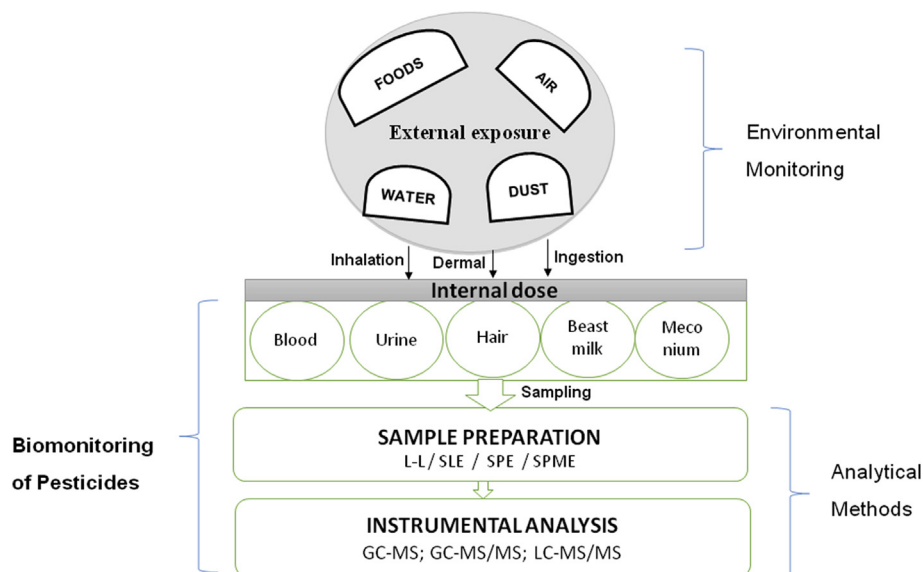 FOODS
AIR
External exposure
WATER
DUST
Environmental
Monitoring
Inhalation
Dermal
Ingestion
Internal dose
Blood
Urine
Hair
Beast
milk
Meco
nium
Sampling
Biomonitoring
of Pesticides
SAMPLE PREPARATION
L-L/ SLE / SPE / SPME
INSTRUMENTAL ANALYSIS
GC-MS; GC-MS/MS; LC-MS/MS
Analytical
Methods